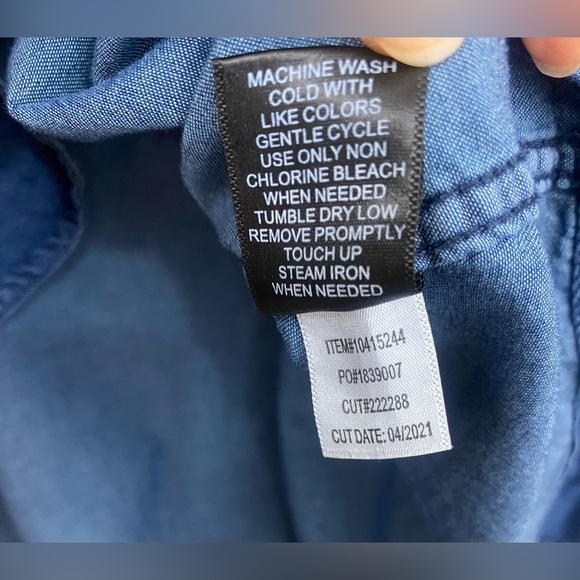 MACHINE WASH
COLD WITH
LIKE COLORS
GENTLE CYCLE
USE ONLY NON
CHLORINE BLEACH
WHEN NEEDED
TUMBLE DRY LOW
REMOVE PROMPTLY
TOUCH UP
STEAM IRON
WHEN NEEDED
ITEM#10415244
PO#1839007
CUT#222288
CUT DATE: 04/2021